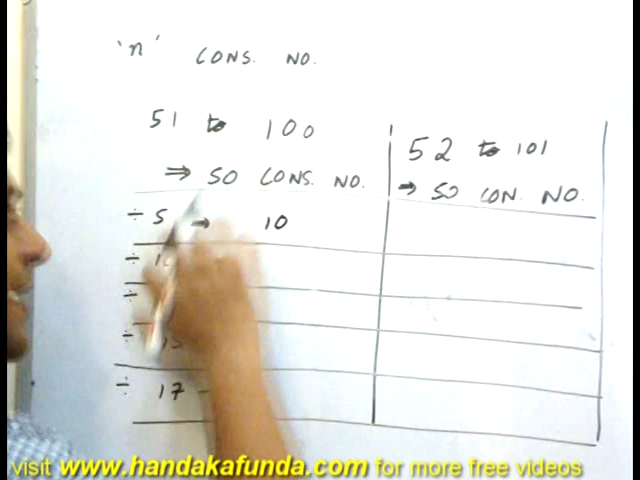 'n' CONS. NO.
51 to 100
⇒ 50 CONS. NO.
52 to 101
→ 50 CON. NO.
÷ 5 → 10
÷
÷
÷
÷ 17
visit www.handakafunda.com for more free videos